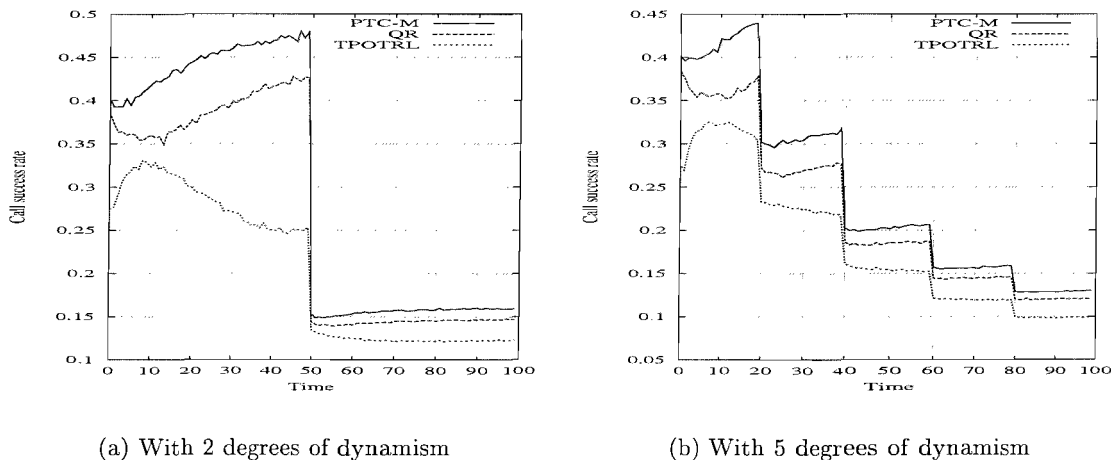 0.5
0.45
0.4
0.35
0.3
0.25
0.2
0.15
0.1
Call success rate
PTC-M
QR
TPOTRL
0 10 20 30 40 50 60 70 80 90 100
Time
(a) With 2 degrees of dynamism
0.45
0.4
0.35
0.3
0.25
0.2
0.15
0.1
0.05
Call success rate
PTC-M
QR
TPOTRL
0 10 20 30 40 50 60 70 80 90 100
Time
(b) With 5 degrees of dynamism